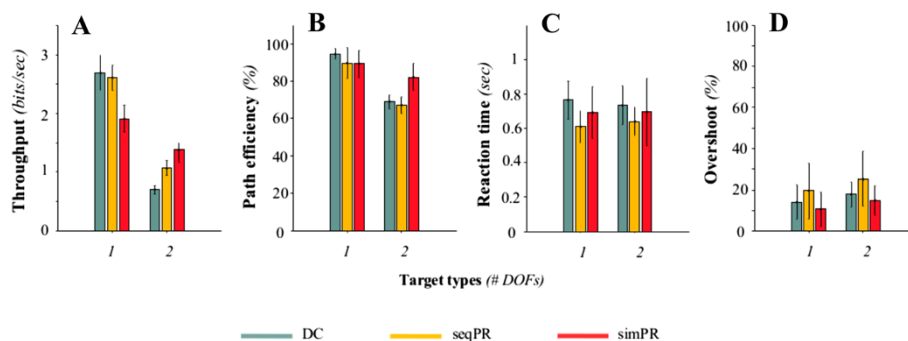 A
B
C
D
Throughput (bits/sec)
3
2
1
0
1
2
Path efficiency (%)
100
80
60
40
20
0
1
2
Reaction time (sec)
1
0.8
0.6
0.4
0.2
0
1
2
Overshoot (%)
100
80
60
40
20
0
1
2
Target types (# DOFs)
DC
seqPR
simPR